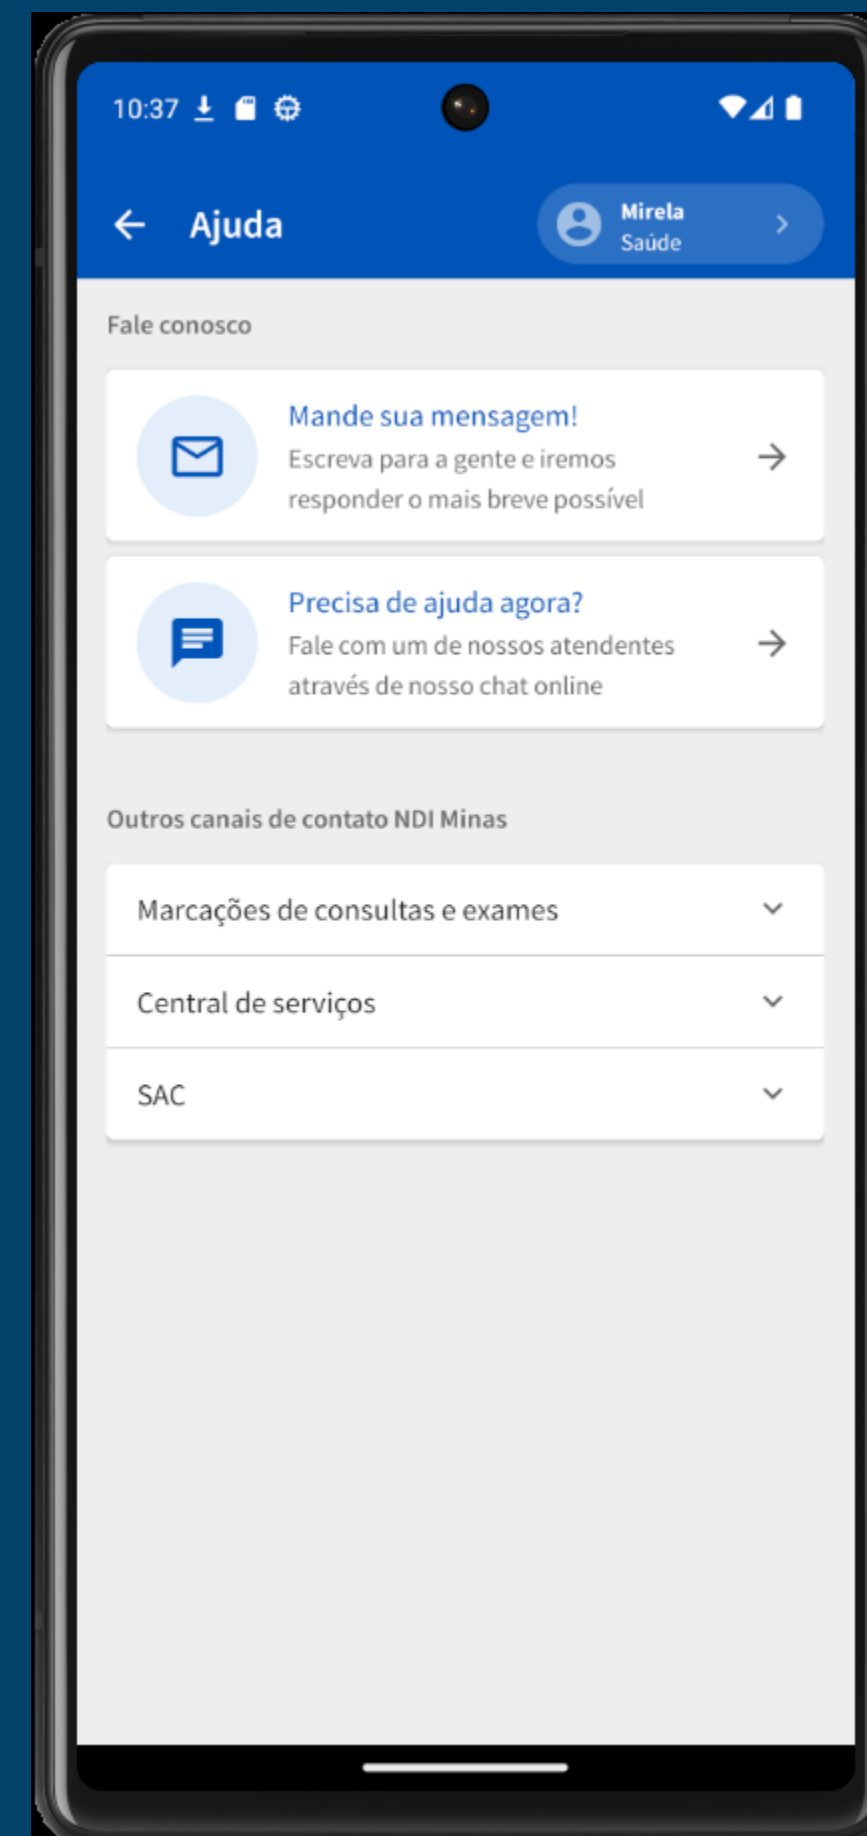 10:37
Ajuda
Mirela
Saúde
Fale conosco
Mande sua mensagem!
Escreva para a gente e iremos
responder o mais breve possível
Precisa de ajuda agora?
Fale com um de nossos atendentes
através de nosso chat online
Outros canais de contato NDI Minas
Marcações de consultas e exames
Central de serviços
SAC